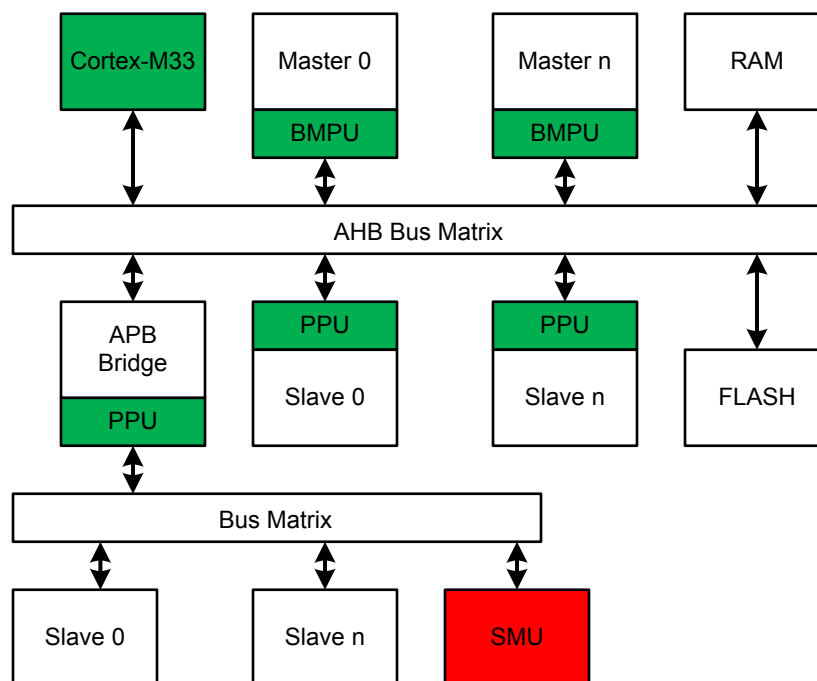 Cortex-M33
Master 0
BMPU
Master n
BMPU
RAM
AHB Bus Matrix
APB
Bridge
PPU
PPU
Slave 0
PPU
Slave n
FLASH
Bus Matrix
Slave 0
Slave n
SMU